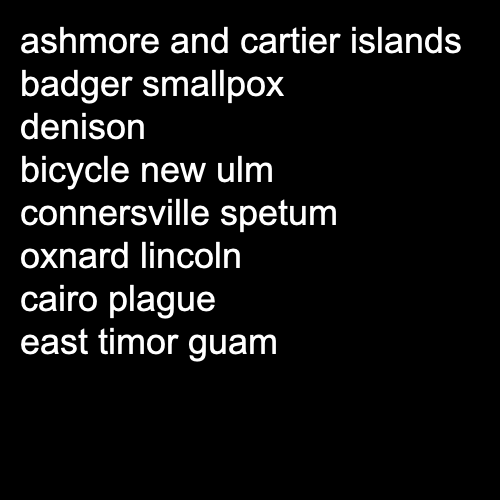 ashmore and cartier islands
badger smallpox
denison
bicycle new ulm
connersville spetum
oxnard lincoln
cairo plague
east timor guam